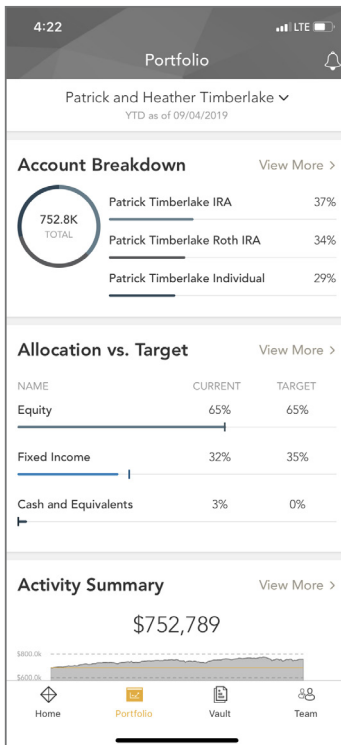 4:22 LTE
Portfolio
Patrick and Heather Timberlake
YTD as of 09/04/2019
Account Breakdown View More >
752.8K
TOTAL
Patrick Timberlake IRA 37%
Patrick Timberlake Roth IRA 34%
Patrick Timberlake Individual 29%
Allocation vs. Target View More >
NAME CURRENT TARGET
Equity 65% 65%
Fixed Income 32% 35%
Cash and Equivalents 3% 0%
Activity Summary View More >
$752,789
$800.0k
$600.0k
Home Portfolio Vault Team